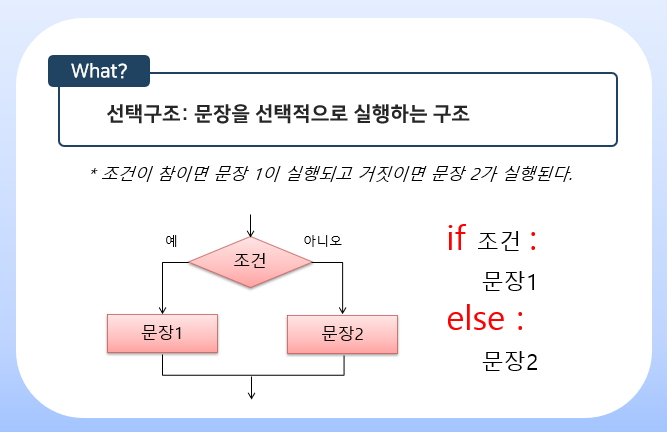 What?
선택구조: 문장을 선택적으로 실행하는 구조
* 조건이 참이면 문장 1이 실행되고 거짓이면 문장 2가 실행된다.
예
아니오
조건
문장1
문장2
if 조건 :
문장1
else :
문장2